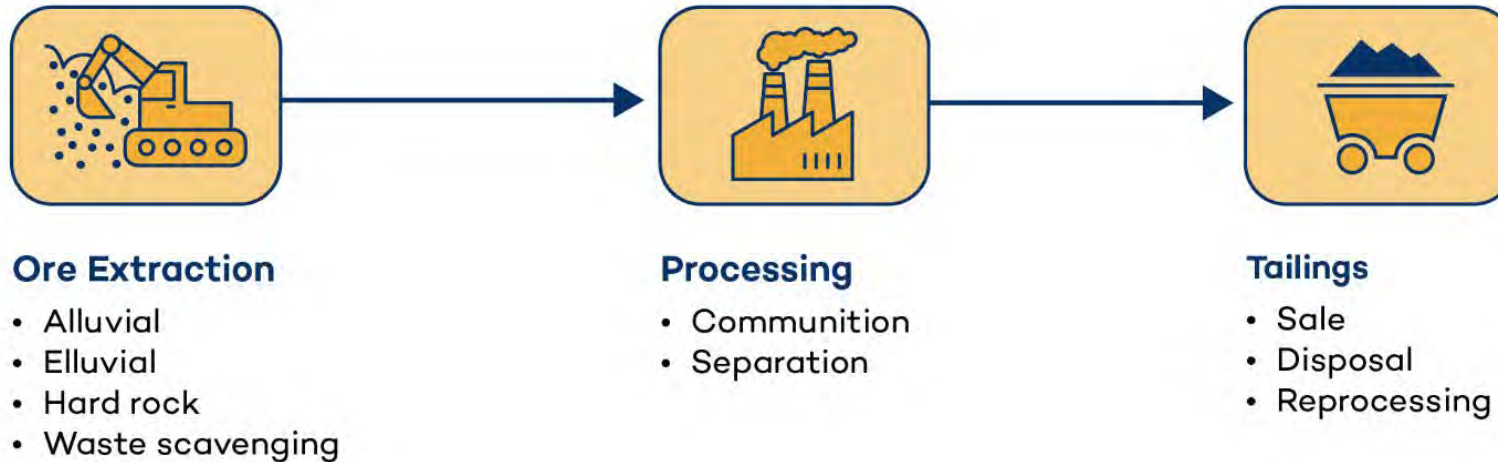 Ore Extraction
• Alluvial
• Elluvial
• Hard rock
• Waste scavenging
Processing
• Communition
• Separation
Tailings
• Sale
• Disposal
• Reprocessing